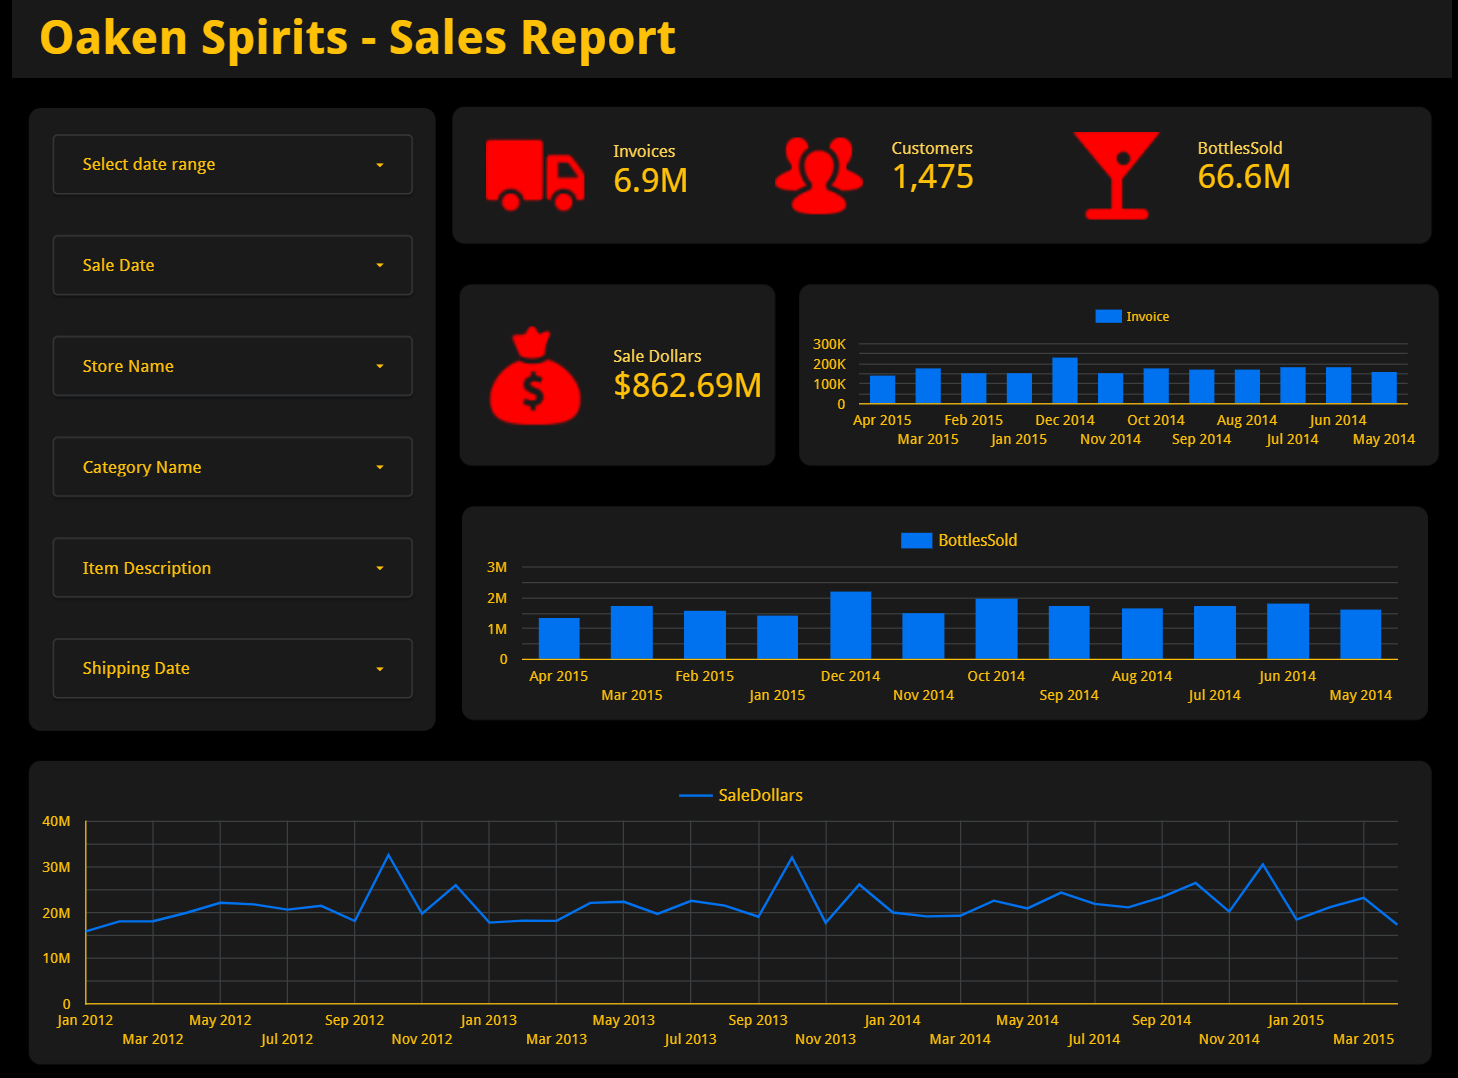 Oaken Spirits - Sales Report
Select date range
Sale Date
Store Name
Category Name
Item Description
Shipping Date
Invoices
6.9M
Customers
1,475
BottlesSold
66.6M
$
Sale Dollars
$862.69M
Invoice
300K
200K
100K
0
Apr 2015
Mar 2015
Feb 2015
Jan 2015
Dec 2014
Nov 2014
Oct 2014
Sep 2014
Aug 2014
Jul 2014
Jun 2014
May 2014
BottlesSold
3M
2M
1M
0
Apr 2015
Mar 2015
Feb 2015
Jan 2015
Dec 2014
Nov 2014
Oct 2014
Sep 2014
Aug 2014
Jul 2014
Jun 2014
May 2014
SaleDollars
40M
30M
20M
10M
0
Jan 2012
Mar 2012
May 2012
Jul 2012
Sep 2012
Nov 2012
Jan 2013
Mar 2013
May 2013
Jul 2013
Sep 2013
Nov 2013
Jan 2014
Mar 2014
May 2014
Jul 2014
Sep 2014
Nov 2014
Jan 2015
Mar 2015